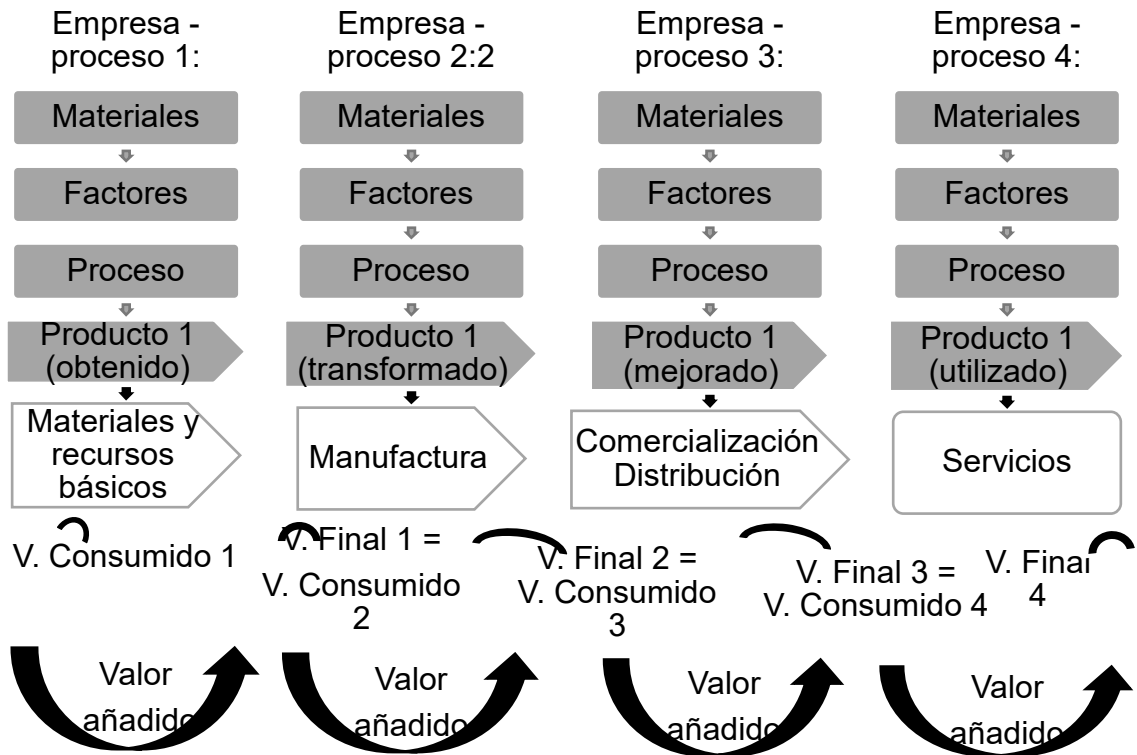 Empresa -
proceso 1:
Empresa -
proceso 2:2
Empresa -
proceso 3:
Empresa -
proceso 4:
Materiales
Materiales
Materiales
Materiales
Factores
Factores
Factores
Factores
Proceso
Proceso
Proceso
Proceso
Producto 1
(obtenido)
Producto 1
(transformado)
Producto 1
(mejorado)
Producto 1
(utilizado)
Materiales y
recursos
básicos
Manufactura
Comercialización
Distribución
Servicios
V. Consumido 1
V. Final 1 =
V. Consumido
2
V. Final 2 =
V. Consumido
3
V. Final 3 =
V. Consumido 4
V. Final
4
Valor
añadido
Valor
añadido
Valor
añadido
Valor
añadido